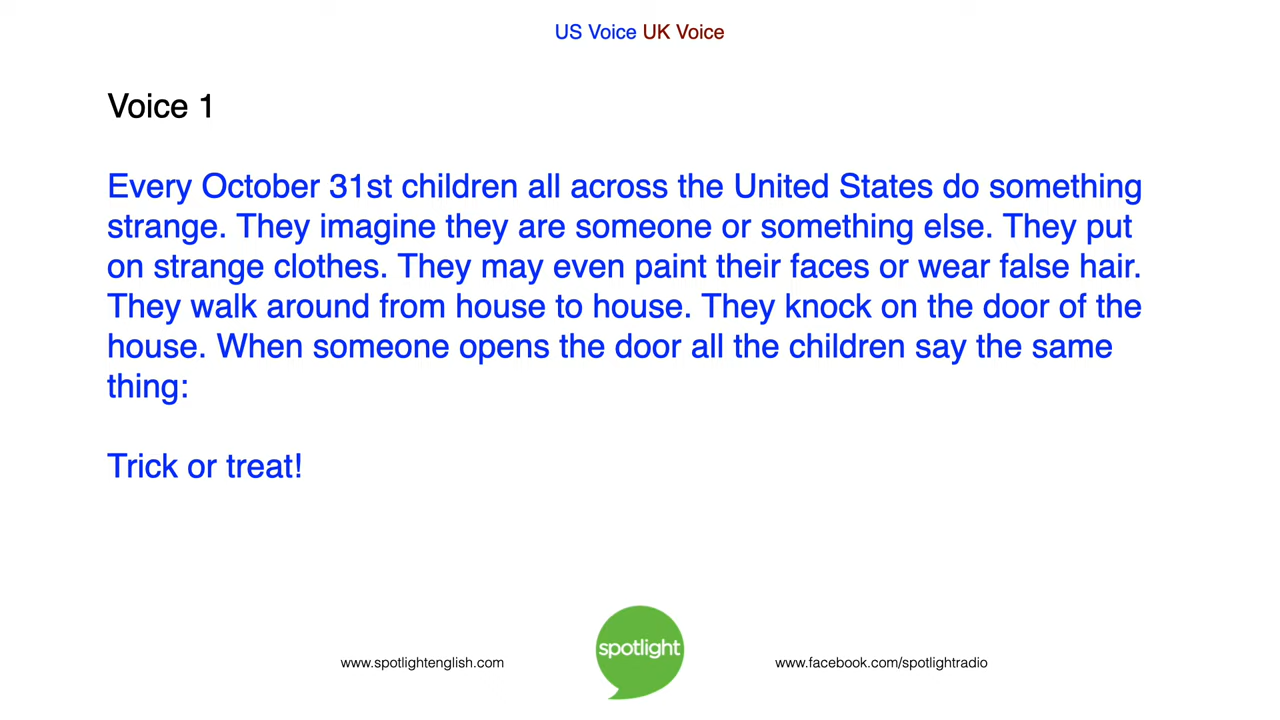 US Voice UK Voice
Voice 1
Every October 31st children all across the United States do something
strange. They imagine they are someone or something else. They put
on strange clothes. They may even paint their faces or wear false hair.
They walk around from house to house. They knock on the door of the
house. When someone opens the door all the children say the same
thing:
Trick or treat!
spotlight
www.spotlightenglish.com
www.facebook.com/spotlightradio